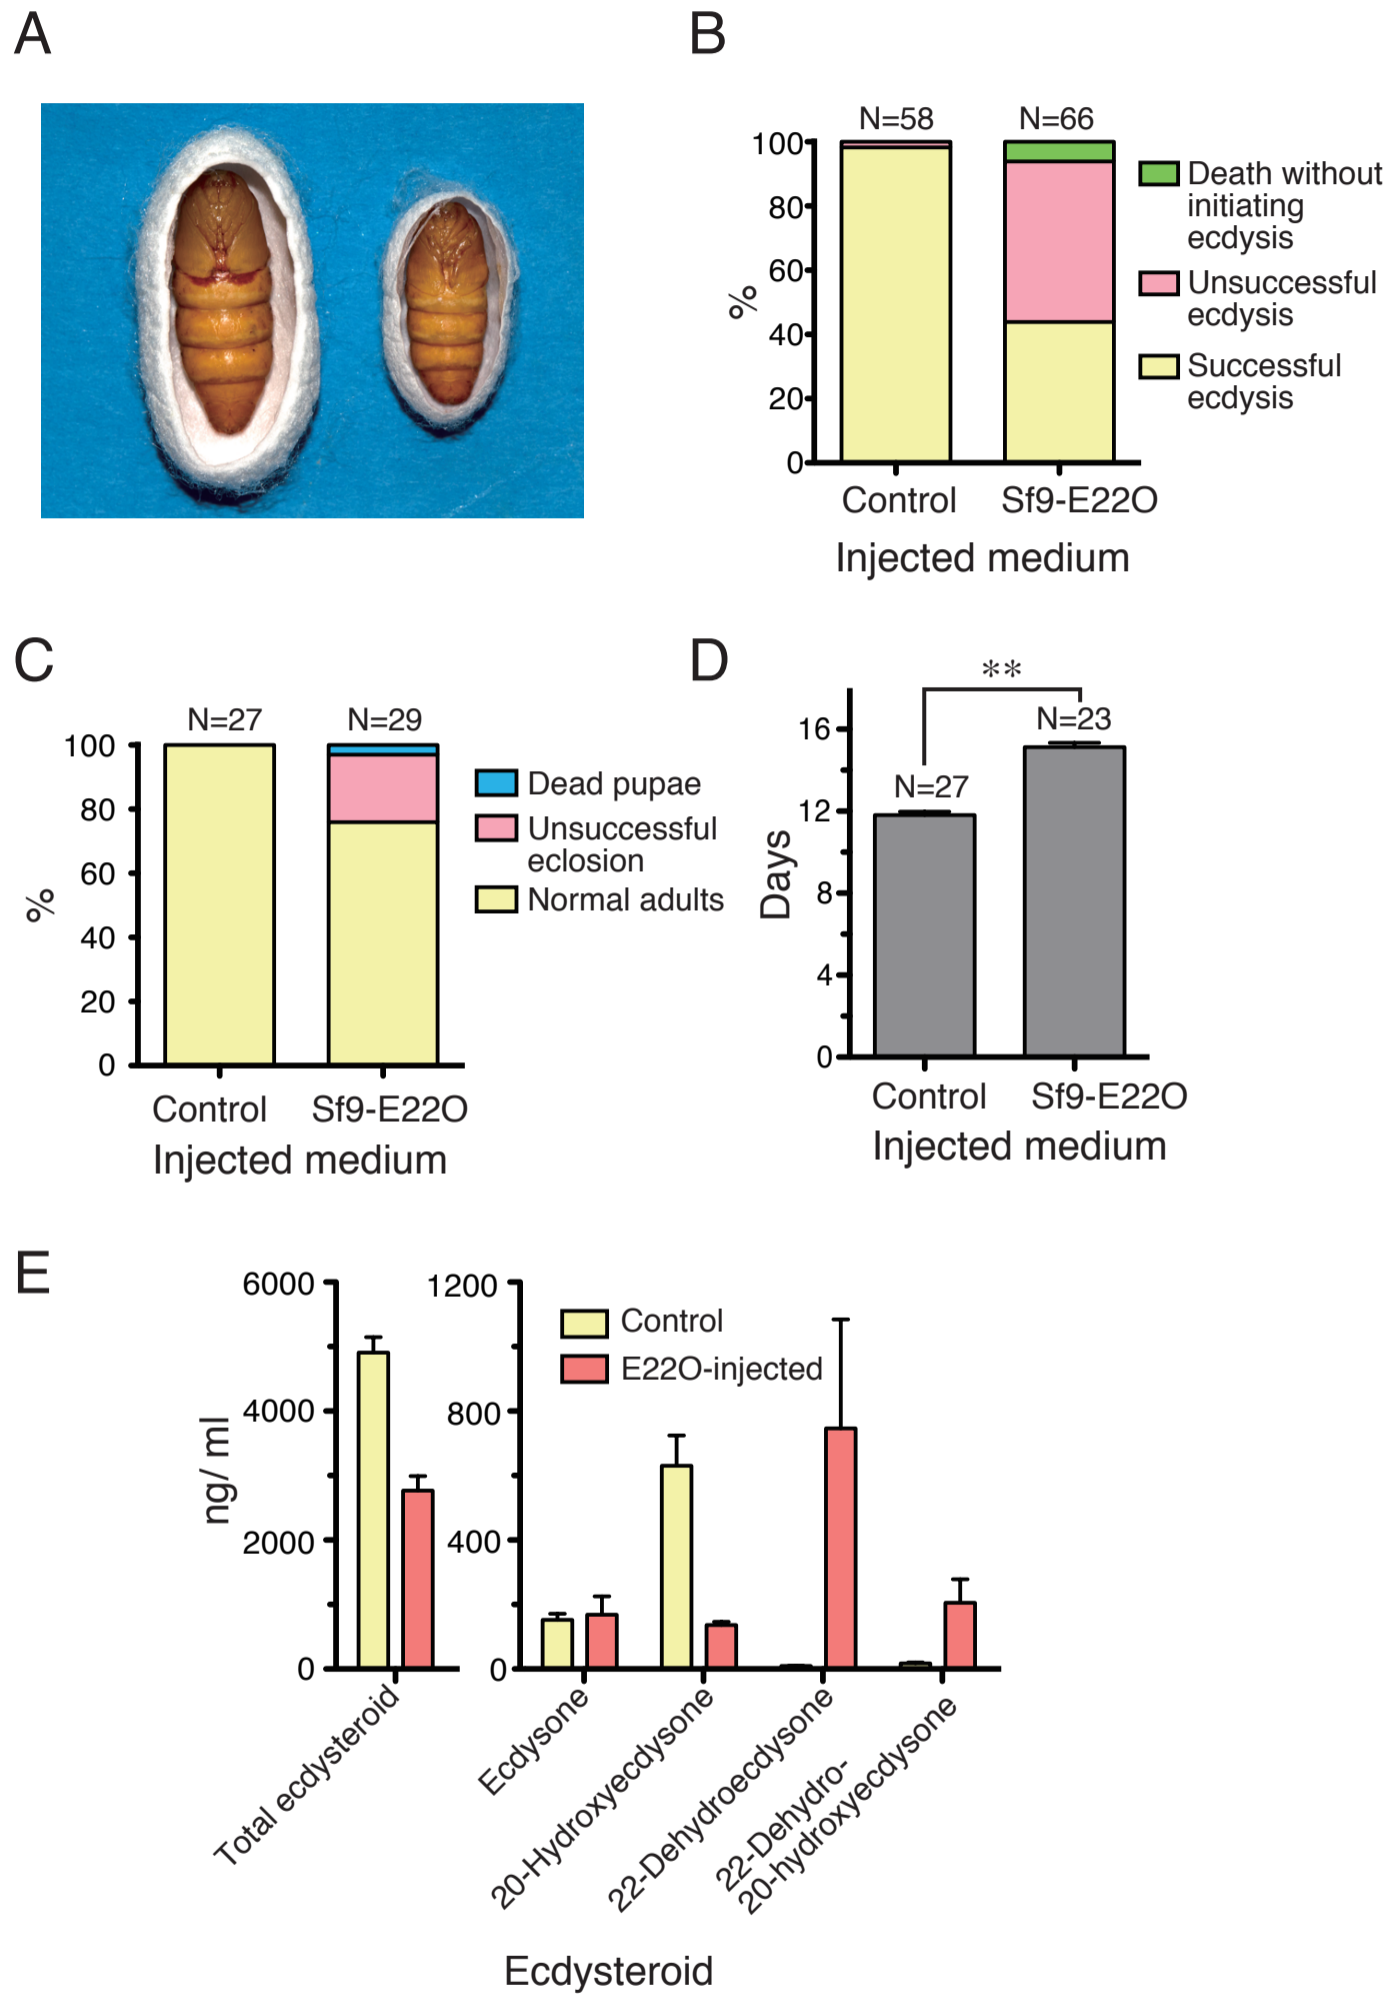 A
B
N=58
N=66
100
80
60
40
20
0
%
Death without
initiating
ecdysis
Unsuccessful
ecdysis
Successful
ecdysis
Control
Sf9-E22O
Injected medium
C
N=27
N=29
100
80
60
40
20
0
%
Dead pupae
Unsuccessful
eclosion
Normal adults
Control
Sf9-E22O
Injected medium
D
**
N=23
N=27
16
12
8
4
0
Days
Control
Sf9-E22O
Injected medium
E
6000
4000
2000
0
ng/ ml
1200
800
400
0
Control
E22O-injected
Total ecdysteroid
Ecdysone
20-Hydroxyecdysone
22-Dehydroecdysone
22-Dehydro-
20-hydroxyecdysone
Ecdysteroid